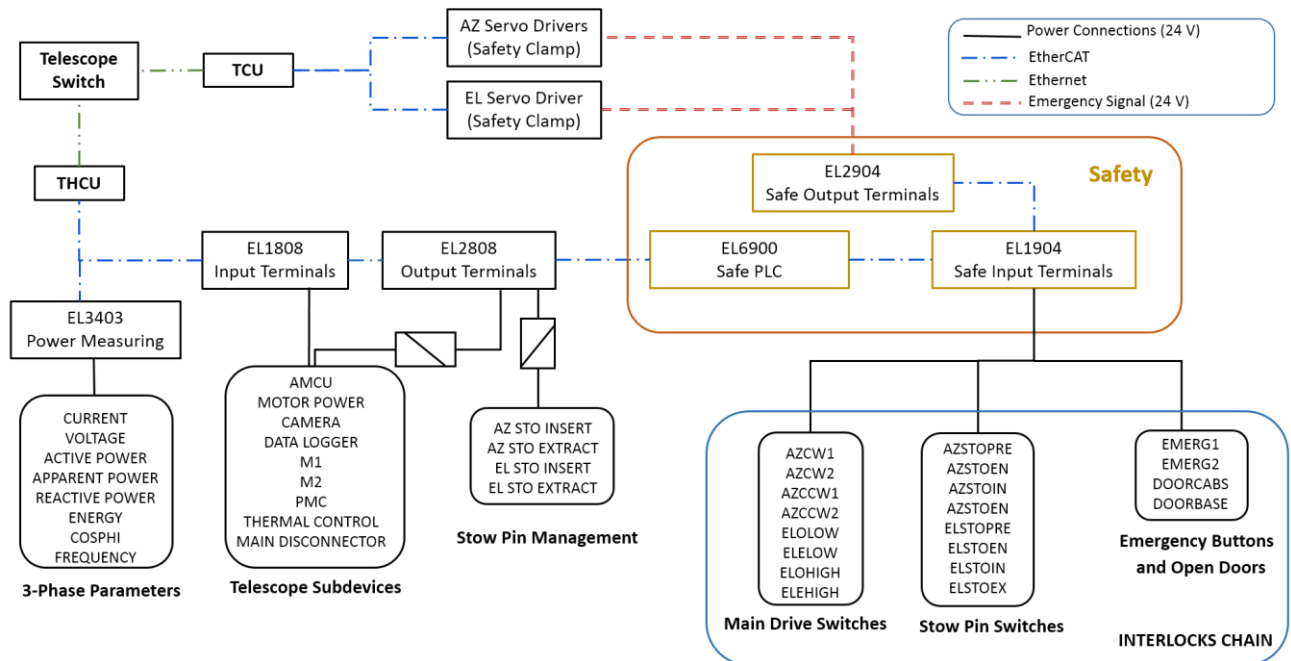 AZ Servo Drivers
(Safety Clamp)
Telescope
Switch
TCU
EL Servo Driver
(Safety Clamp)
Power Connections (24 V)
EtherCAT
Ethernet
Emergency Signal (24 V)
THCU
EL2904
Safe Output Terminals
Safety
EL1808
Input Terminals
EL2808
Output Terminals
EL6900
Safe PLC
EL1904
Safe Input Terminals
EL3403
Power Measuring
CURRENT
VOLTAGE
ACTIVE POWER
APPARENT POWER
REACTIVE POWER
ENERGY
COSPHI
FREQUENCY
3-Phase Parameters
AMCU
MOTOR POWER
CAMERA
DATA LOGGER
M1
M2
PMC
THERMAL CONTROL
MAIN DISCONNECTOR
Telescope Subdevices
AZ STO INSERT
AZ STO EXTRACT
EL STO INSERT
EL STO EXTRACT
Stow Pin Management
AZCW1
AZCW2
AZCCW1
AZCCW2
ELOLOW
ELELOW
ELOHIGH
ELEHIGH
Main Drive Switches
AZSTOPRE
AZSTOEN
AZSTOIN
AZSTOEN
ELSTOPRE
ELSTOEN
ELSTOIN
ELSTOEX
Stow Pin Switches
EMERG1
EMERG2
DOORCABS
DOORBASE
Emergency Buttons
and Open Doors
INTERLOCKS CHAIN